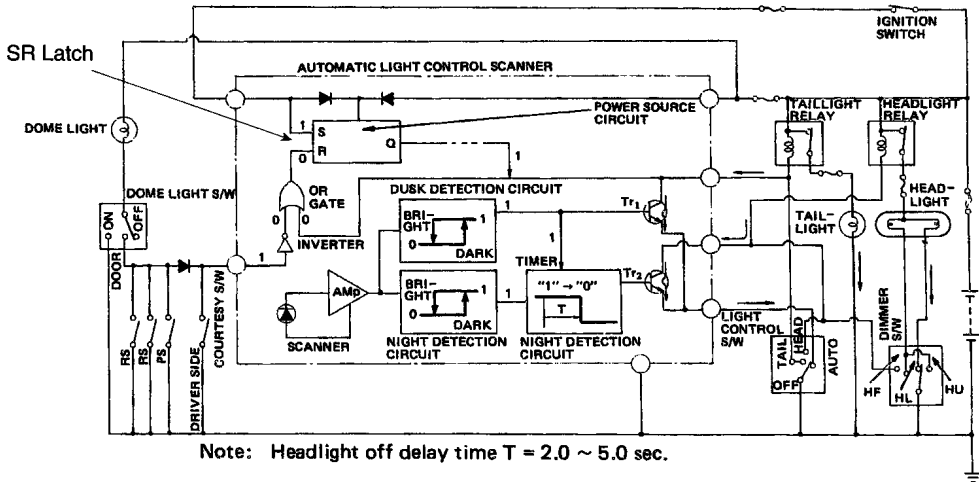 IGNITION
SWITCH
SR Latch
AUTOMATIC LIGHT CONTROL SCANNER
TAILLIGHT
RELAY
HEADLIGHT
RELAY
POWER SOURCE
CIRCUIT
DOME LIGHT
1
S
R
Q
0
1
DOME LIGHT S/W
ON
OFF
OR
GATE
0
0
INVERTER
DUSK DETECTION CIRCUIT
BRI-
GHT
1
DARK
1
Tr1
TAIL-
LIGHT
HEAD-
LIGHT
DOOR
1
TIMER
1
Tr2
"1" → "0"
T
AMp
SCANNER
BRI-
GHT
1
DARK
1
NIGHT DETECTION
CIRCUIT
NIGHT DETECTION
CIRCUIT
LIGHT
CONTROL
S/W
DIMMER
S/W
TAIL
HEAD
AUTO
OFF
HF
HL
HU
RS
RS
PS
DRIVER SIDE
COURTESY S/W
Note: Headlight off delay time T = 2.0 ~ 5.0 sec.